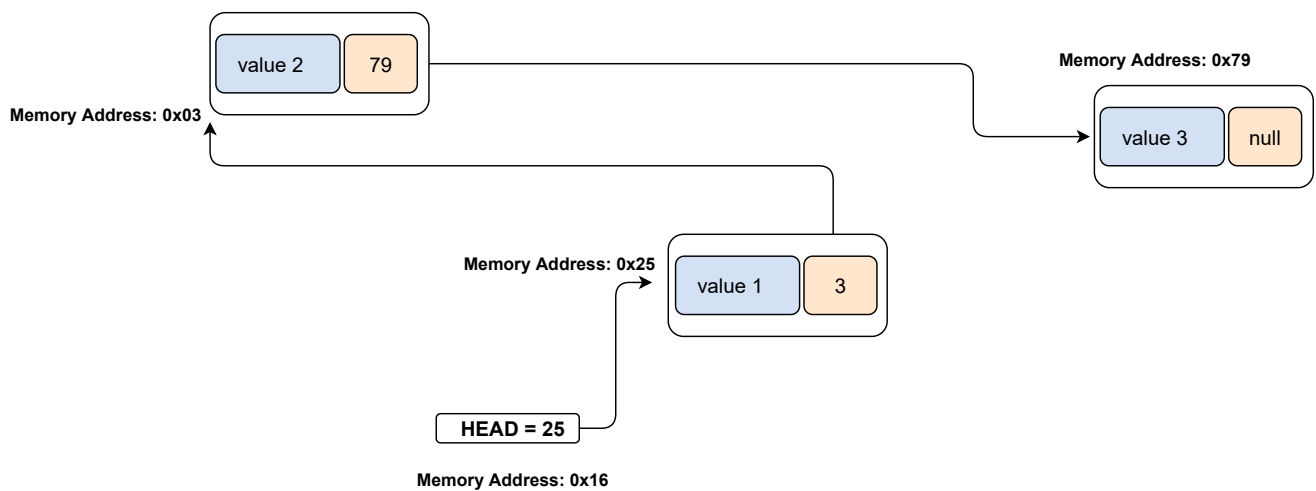 value 2
79
Memory Address: 0x03
Memory Address: 0x79
value 3
null
Memory Address: 0x25
value 1
3
HEAD = 25
Memory Address: 0x16